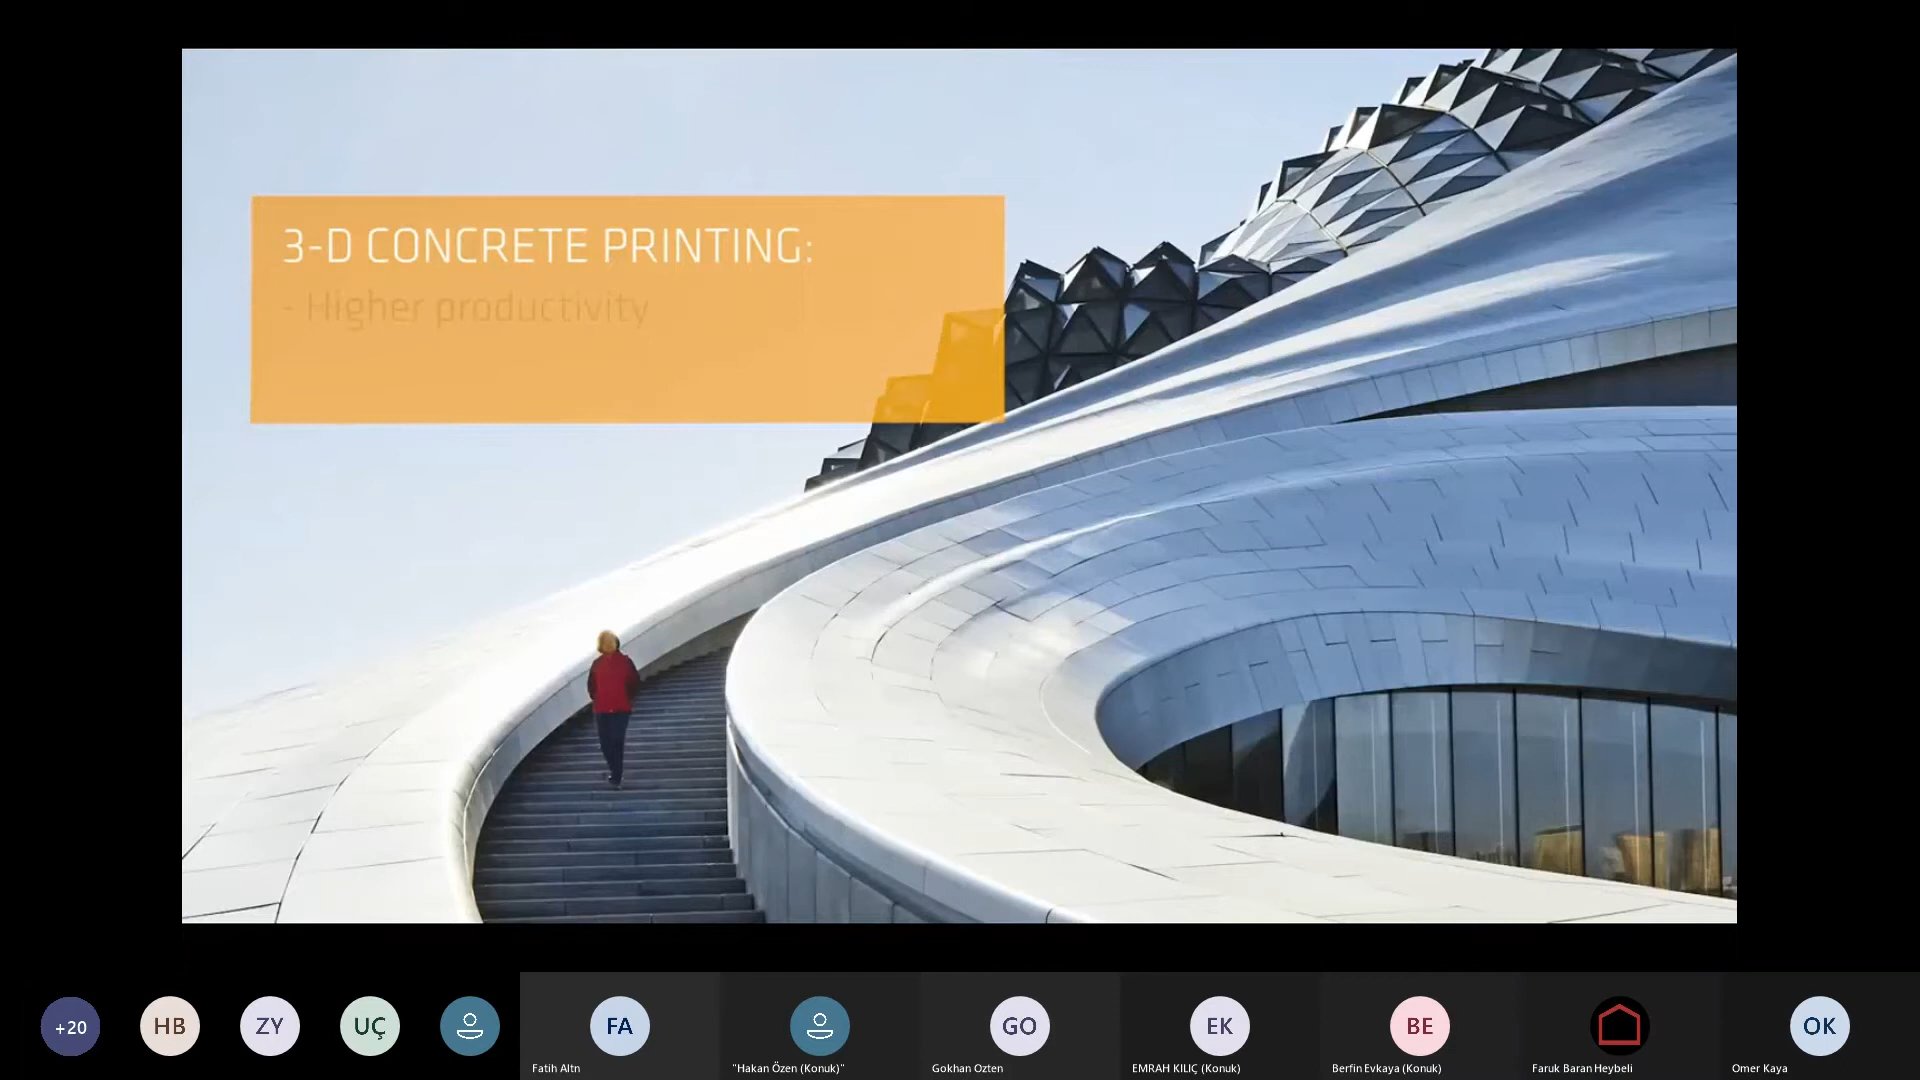 3-D CONCRETE PRINTING:
- Higher productivity
+20
HB
ZY
UÇ
FA
GO
EK
BE
OK
Fatih Altn
"Hakan Özen (Konuk)"
Gokhan Ozten
EMRAH KILIÇ (Konuk)
Berfin Evkaya (Konuk)
Faruk Baran Heybeli
Omer Kaya